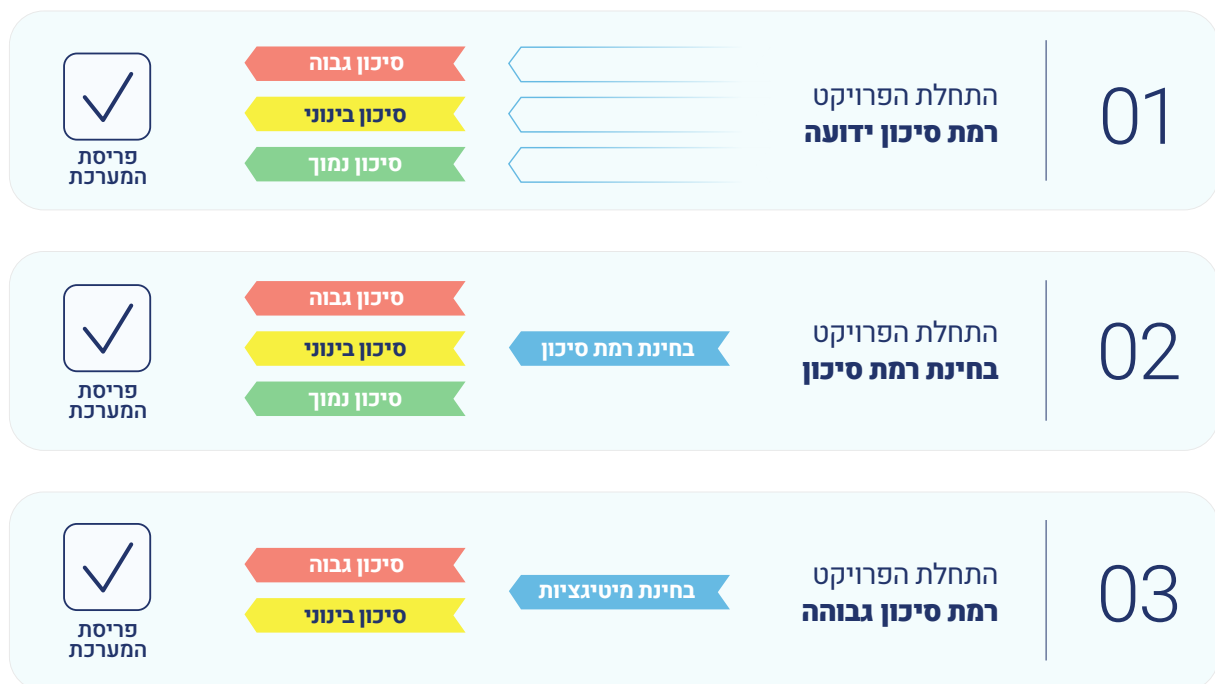 01
התחלת הפרויקט
רמת סיכון ידועה
סיכון גבוה
סיכון בינוני
סיכון נמוך
פריסת
המערכת
02
התחלת הפרויקט
בחינת רמת סיכון
בחינת רמת סיכון
סיכון גבוה
סיכון בינוני
סיכון נמוך
פריסת
המערכת
03
התחלת הפרויקט
רמת סיכון גבוהה
בחינת מיטיגציות
סיכון גבוה
סיכון בינוני
פריסת
המערכת